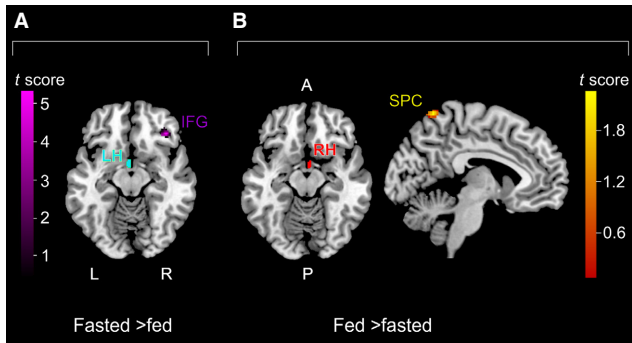 A
B
t score
5
4
3
2
1
LH
IFG
L
R
Fasted >fed
A
RH
P
SPC
t score
1.8
1.2
0.6
Fed >fasted